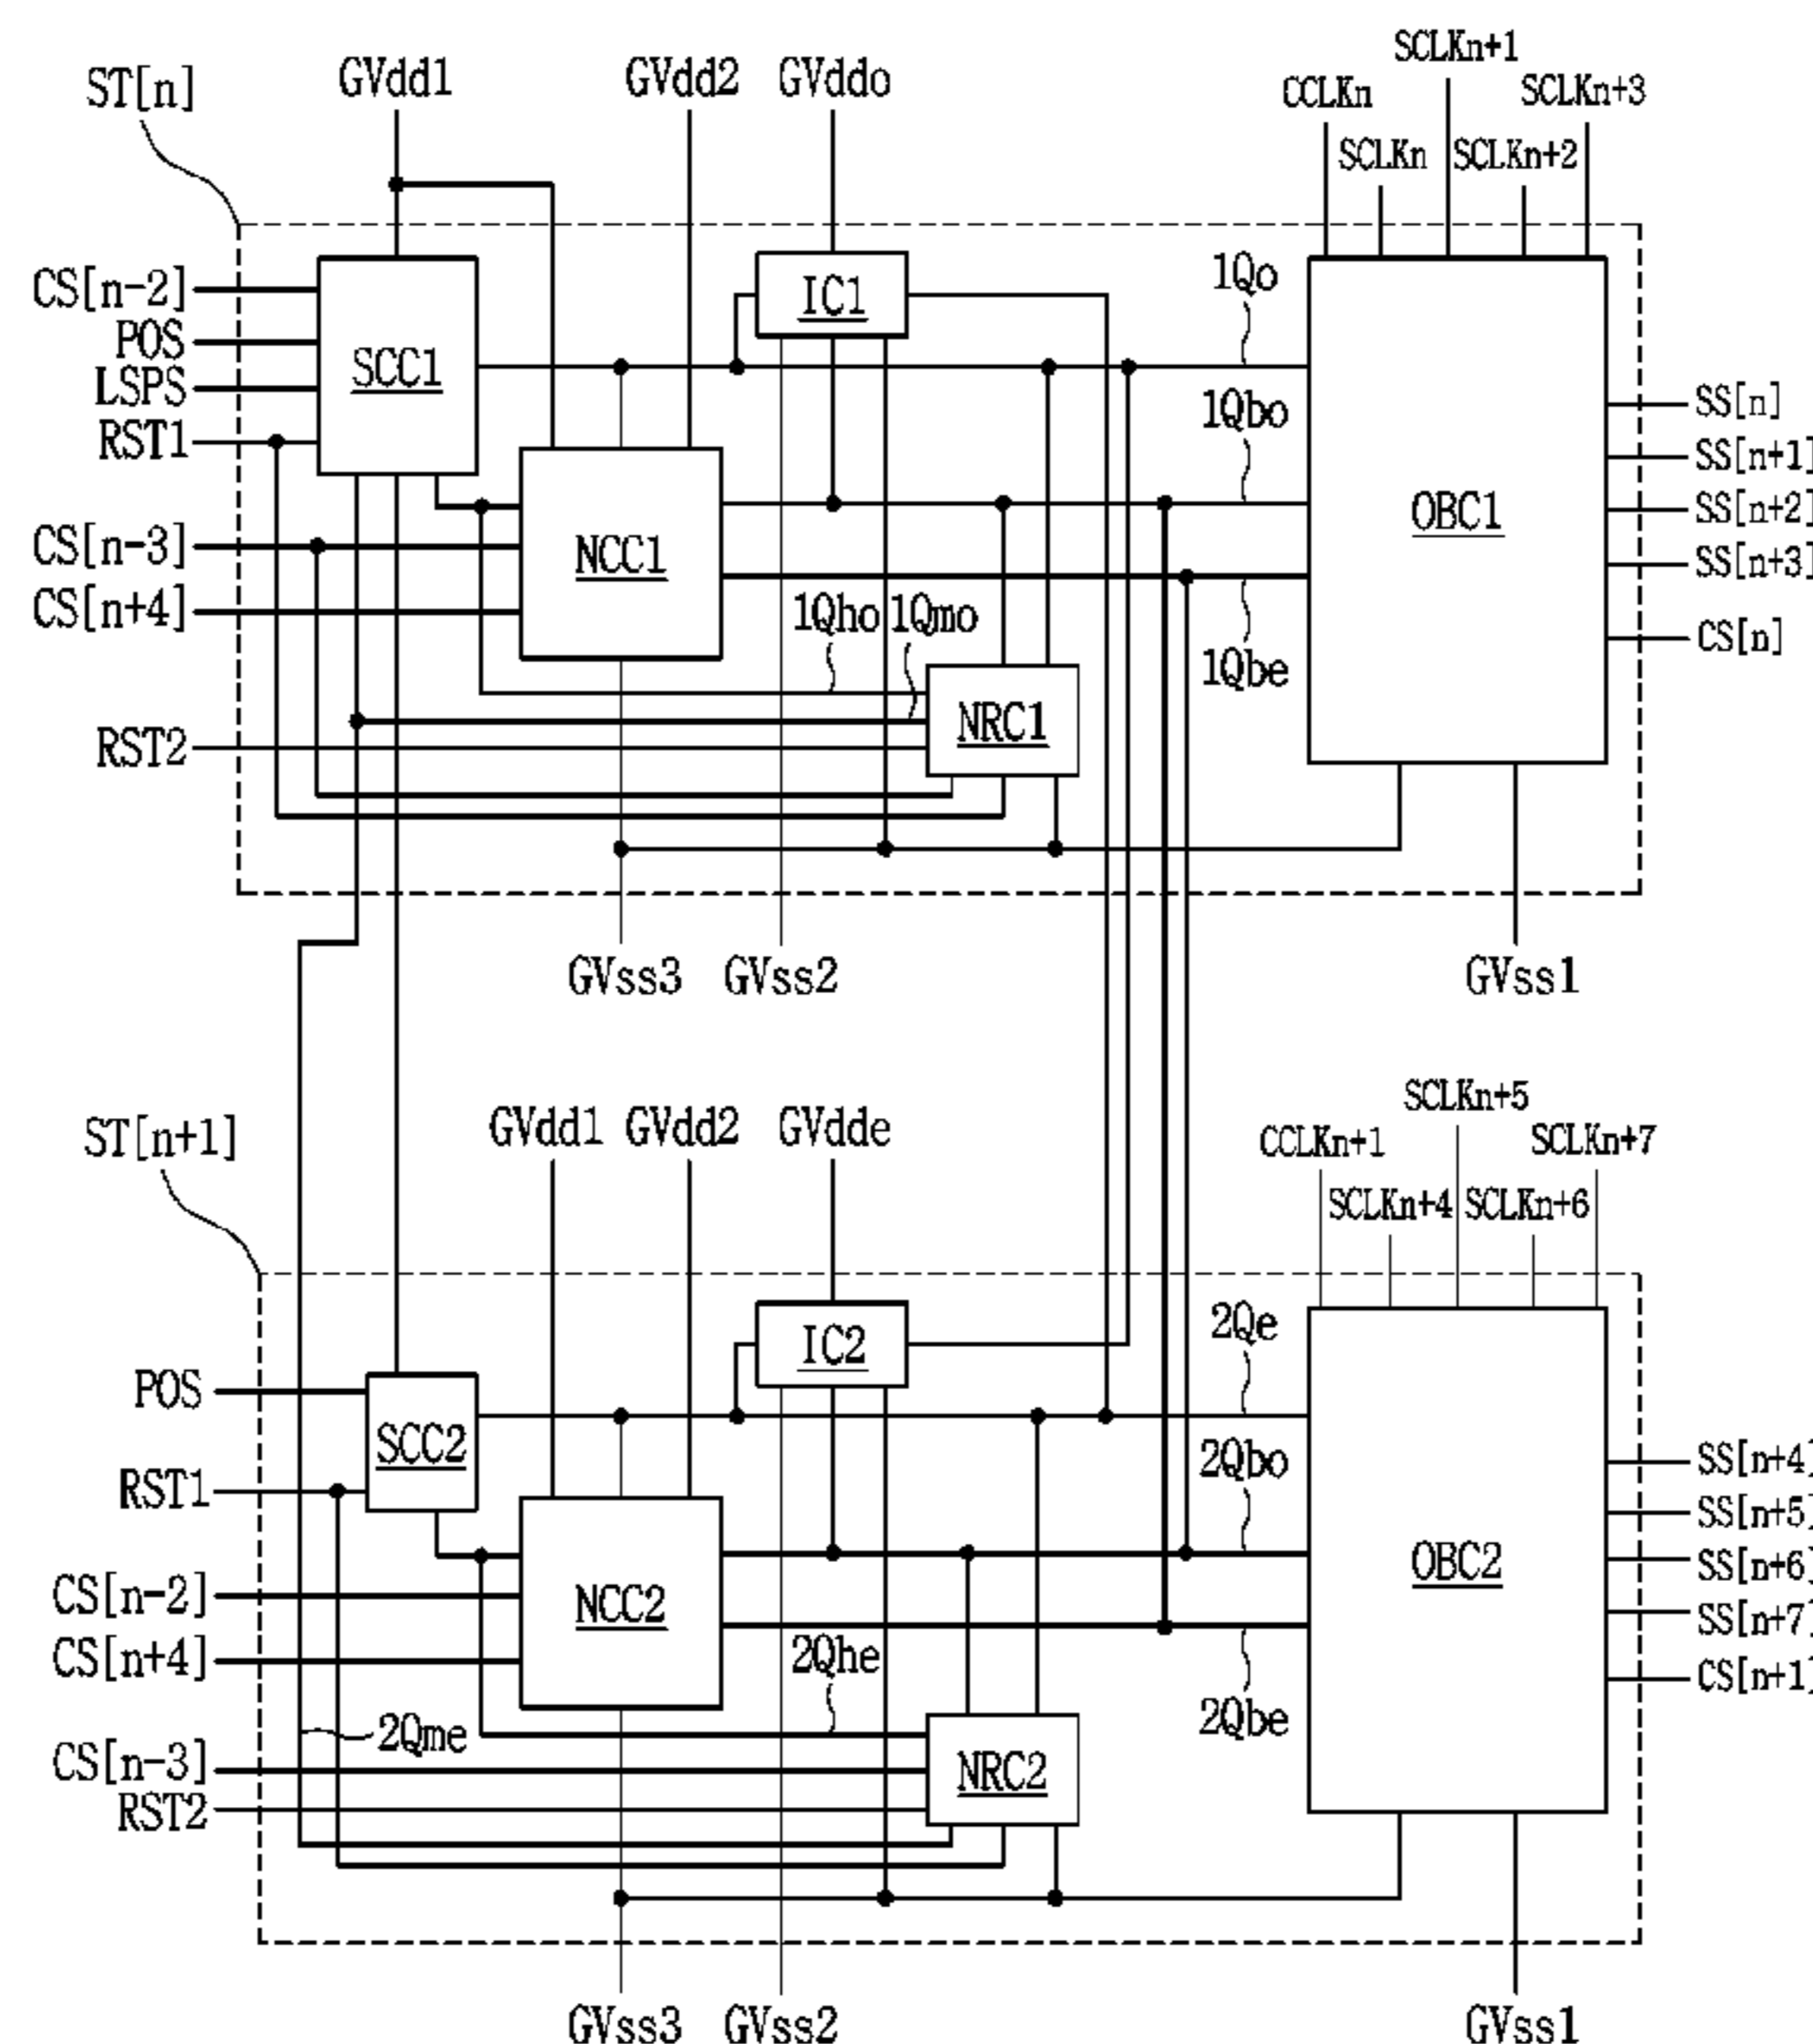 ST[n]
GVdd1
GVdd2
GVddo
CCLKn
SCLKn
SCLKn+1
SCLKn+2
SCLKn+3
CS[n-2]
POS
LSPS
RST1
SCC1
IC1
1Qo
1Qbo
CS[n-3]
CS[n+4]
NCC1
OBC1
SS[n]
SS[n+1]
SS[n+2]
SS[n+3]
CS[n]
1Qho
1Qmo
1Qbe
RST2
NRC1
GVss3
GVss2
GVss1
ST[n+1]
GVdd1
GVdd2
GVdde
CCLKn+1
SCLKn+4
SCLKn+5
SCLKn+6
SCLKn+7
POS
RST1
SCC2
IC2
2Qe
2Qbo
CS[n-2]
CS[n+4]
NCC2
OBC2
SS[n+4]
SS[n+5]
SS[n+6]
SS[n+7]
CS[n+1]
2Qhe
2Qbe
2Qme
CS[n-3]
RST2
NRC2
GVss3
GVss2
GVss1